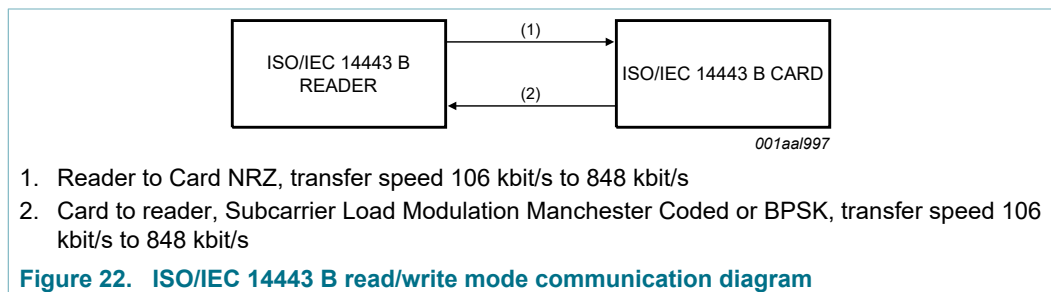 (1)
ISO/IEC 14443 B
READER
ISO/IEC 14443 B CARD
(2)
001aal997
1. Reader to Card NRZ, transfer speed 106 kbit/s to 848 kbit/s
2. Card to reader, Subcarrier Load Modulation Manchester Coded or BPSK, transfer speed 106
kbit/s to 848 kbit/s
Figure 22. ISO/IEC 14443 B read/write mode communication diagram